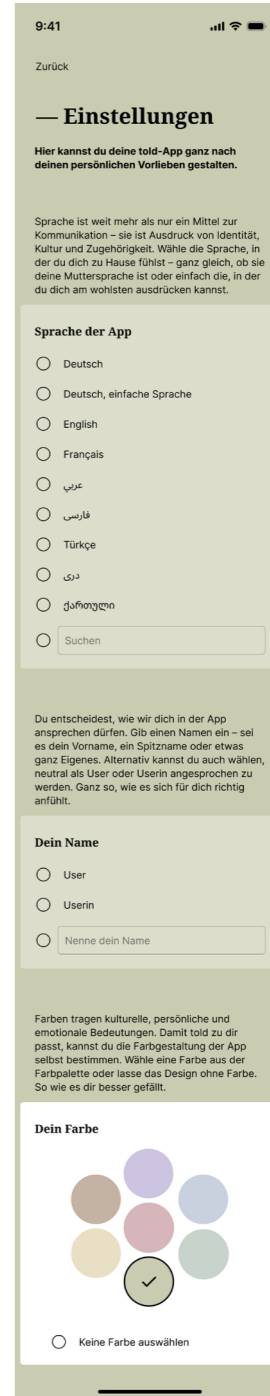 9:41
Zurück
— Einstellungen
Hier kannst du deine told-App ganz nach
deinen persönlichen Vorlieben gestalten.
Sprache ist weit mehr als nur ein Mittel zur
Kommunikation – sie ist Ausdruck von Identität,
Kultur und Zugehörigkeit. Wähle die Sprache, in
der du dich zu Hause fühlst – ganz gleich, ob sie
deine Muttersprache ist oder einfach die, in der
du dich am wohlsten ausdrücken kannst.
Sprache der App
Deutsch
Deutsch, einfache Sprache
English
Français
عربي
فارسی
Türkçe
دری
ქართული
Suchen
Du entscheidest, wie wir dich in der App
ansprechen dürfen. Gib einen Namen ein – sei
es dein Vorname, ein Spitzname oder etwas
ganz Eigenes. Alternativ kannst du auch wählen,
neutral als User oder Userin angesprochen zu
werden. Ganz so, wie es sich für dich richtig
anfühlt.
Dein Name
User
Userin
Nenne dein Name
Farben tragen kulturelle, persönliche und
emotionale Bedeutungen. Damit told zu dir
passt, kannst du die Farbgestaltung der App
selbst bestimmen. Wähle eine Farbe aus der
Farbpalette oder lasse das Design ohne Farbe.
So wie es dir besser gefällt.
Dein Farbe
Keine Farbe auswählen